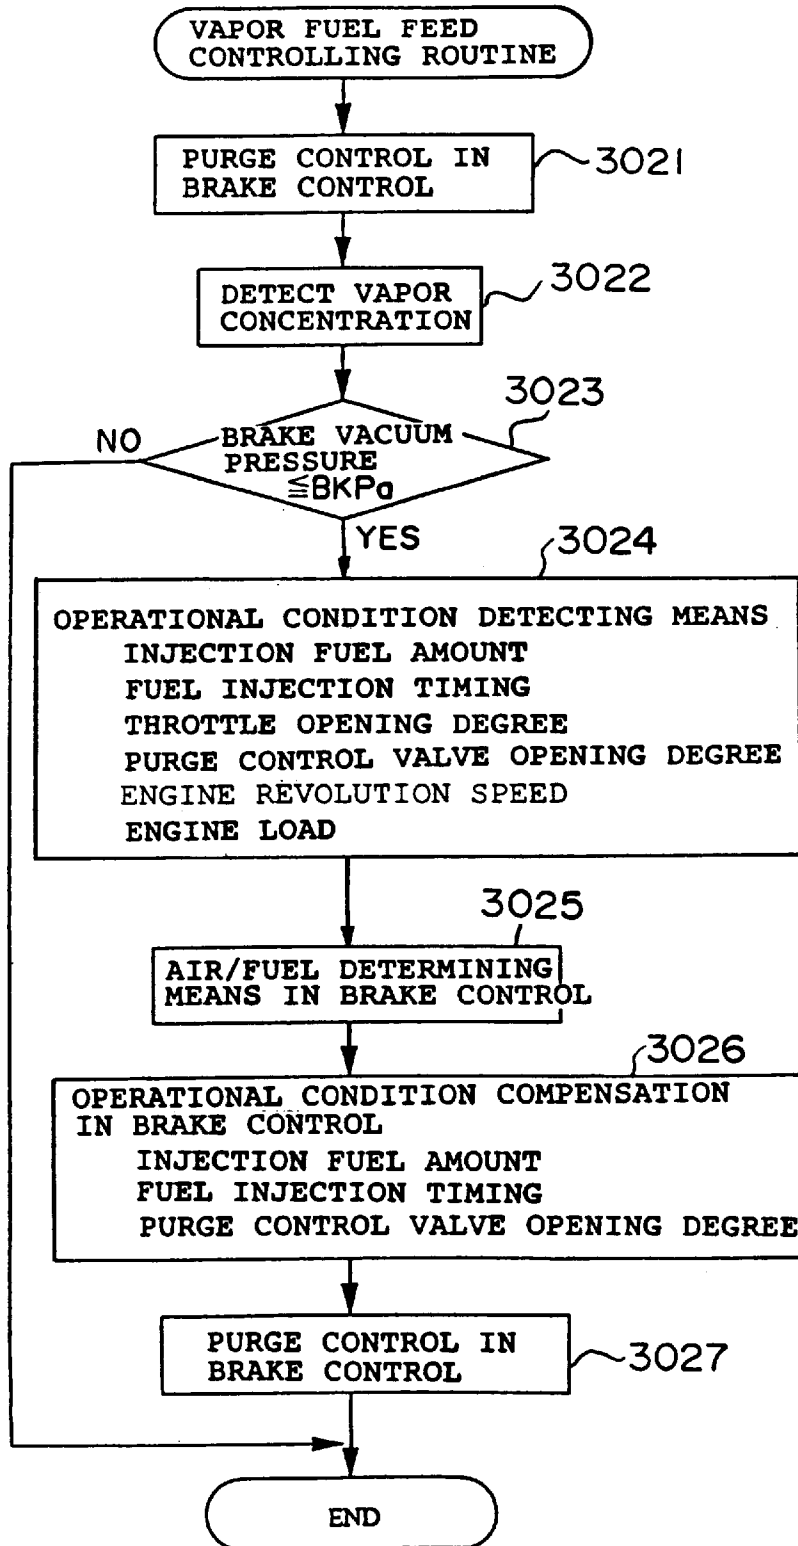 VAPOR FUEL FEED
CONTROLLING ROUTINE
PURGE CONTROL IN
BRAKE CONTROL
3021
DETECT VAPOR
CONCENTRATION
3022
3023
NO
BRAKE VACUUM
PRESSURE
≦BKPa
YES
3024
OPERATIONAL CONDITION DETECTING MEANS
INJECTION FUEL AMOUNT
FUEL INJECTION TIMING
THROTTLE OPENING DEGREE
PURGE CONTROL VALVE OPENING DEGREE
ENGINE REVOLUTION SPEED
ENGINE LOAD
3025
AIR/FUEL DETERMINING
MEANS IN BRAKE CONTROL
3026
OPERATIONAL CONDITION COMPENSATION
IN BRAKE CONTROL
INJECTION FUEL AMOUNT
FUEL INJECTION TIMING
PURGE CONTROL VALVE OPENING DEGREE
PURGE CONTROL IN
BRAKE CONTROL
3027
END